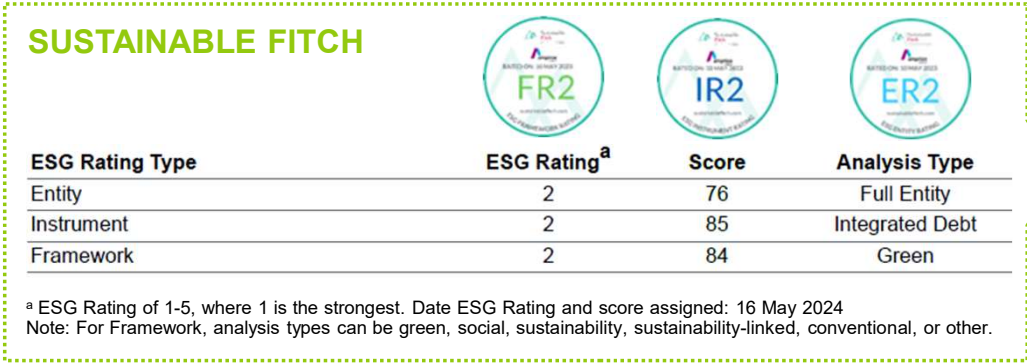 SUSTAINABLE FITCH
FR2
IR2
ER2
ESG Rating Type ESG Rating^a Score Analysis Type
Entity 2 76 Full Entity
Instrument 2 85 Integrated Debt
Framework 2 84 Green
a ESG Rating of 1-5, where 1 is the strongest. Date ESG Rating and score assigned: 16 May 2024
Note: For Framework, analysis types can be green, social, sustainability, sustainability-linked, conventional, or other.